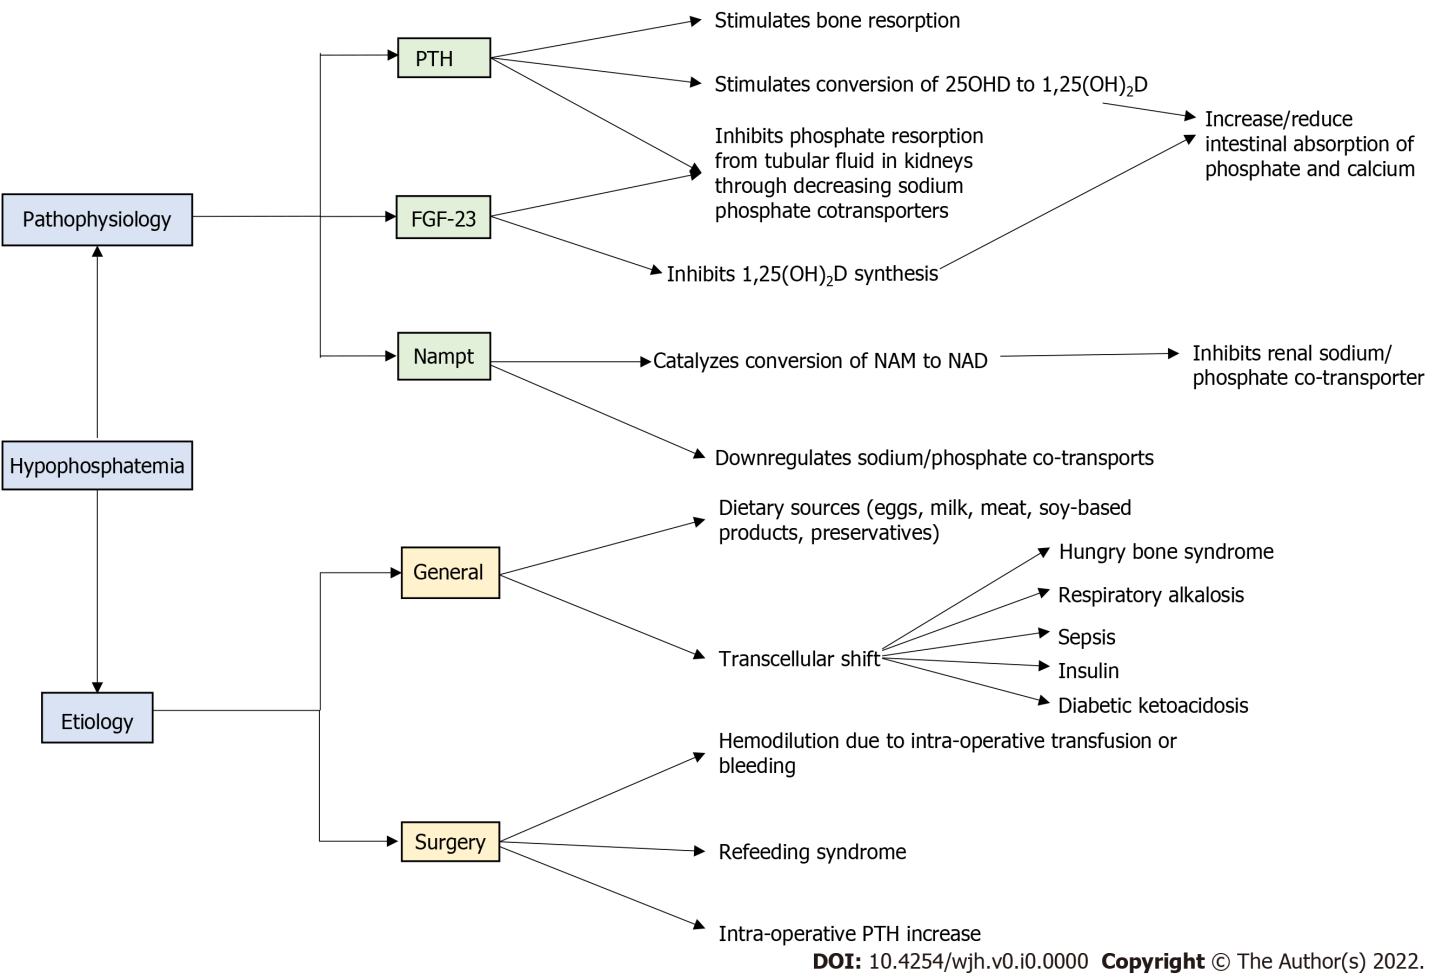 Stimulates bone resorption
PTH
Stimulates conversion of 25OHD to 1,25(OH)₂D
Increase/reduce
intestinal absorption of
phosphate and calcium
Inhibits phosphate resorption
from tubular fluid in kidneys
through decreasing sodium
phosphate cotransporters
Pathophysiology
FGF-23
Inhibits 1,25(OH)₂D synthesis
Nampt
Catalyzes conversion of NAM to NAD
Inhibits renal sodium/
phosphate co-transporter
Hypophosphatemia
Downregulates sodium/phosphate co-transports
Dietary sources (eggs, milk, meat, soy-based
products, preservatives)
General
Hungry bone syndrome
Respiratory alkalosis
Sepsis
Transcellular shift
Insulin
Diabetic ketoacidosis
Etiology
Hemodilution due to intra-operative transfusion or
bleeding
Surgery
Refeeding syndrome
Intra-operative PTH increase
DOI: 10.4254/wjh.v0.i0.0000 Copyright © The Author(s) 2022.